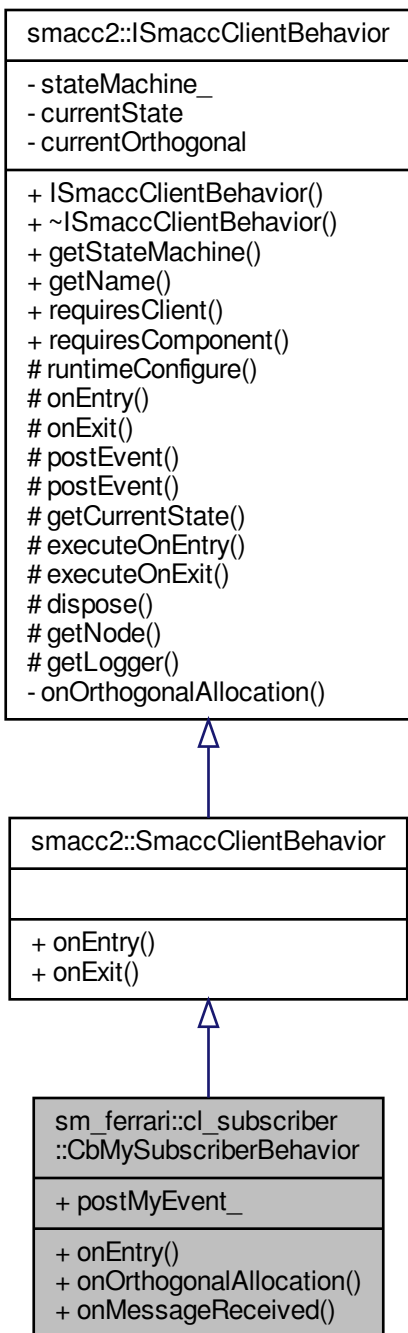 smacc2::ISmaccClientBehavior
- stateMachine_
- currentState
- currentOrthogonal
+ ISmaccClientBehavior()
+ ~ISmaccClientBehavior()
+ getStateMachine()
+ getName()
+ requiresClient()
+ requiresComponent()
# runtimeConfigure()
# onEntry()
# onExit()
# postEvent()
# postEvent()
# getCurrentState()
# executeOnEntry()
# executeOnExit()
# dispose()
# getNode()
# getLogger()
- onOrthogonalAllocation()
smacc2::SmaccClientBehavior
+ onEntry()
+ onExit()
sm_ferrari::cl_subscriber
::CbMySubscriberBehavior
+ postMyEvent_
+ onEntry()
+ onOrthogonalAllocation()
+ onMessageReceived()